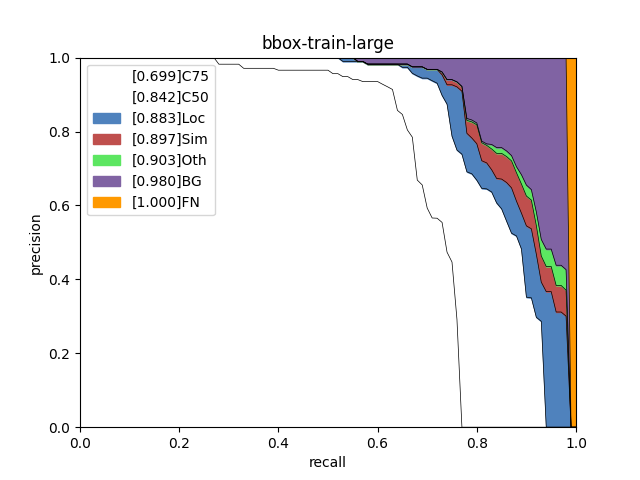 bbox-train-large
[0.699]C75
[0.842]C50
[0.883]Loc
[0.897]Sim
[0.903]Oth
[0.980]BG
[1.000]FN
1.0
0.8
0.6
0.4
0.2
0.0
precision
0.0 0.2 0.4 0.6 0.8 1.0
recall